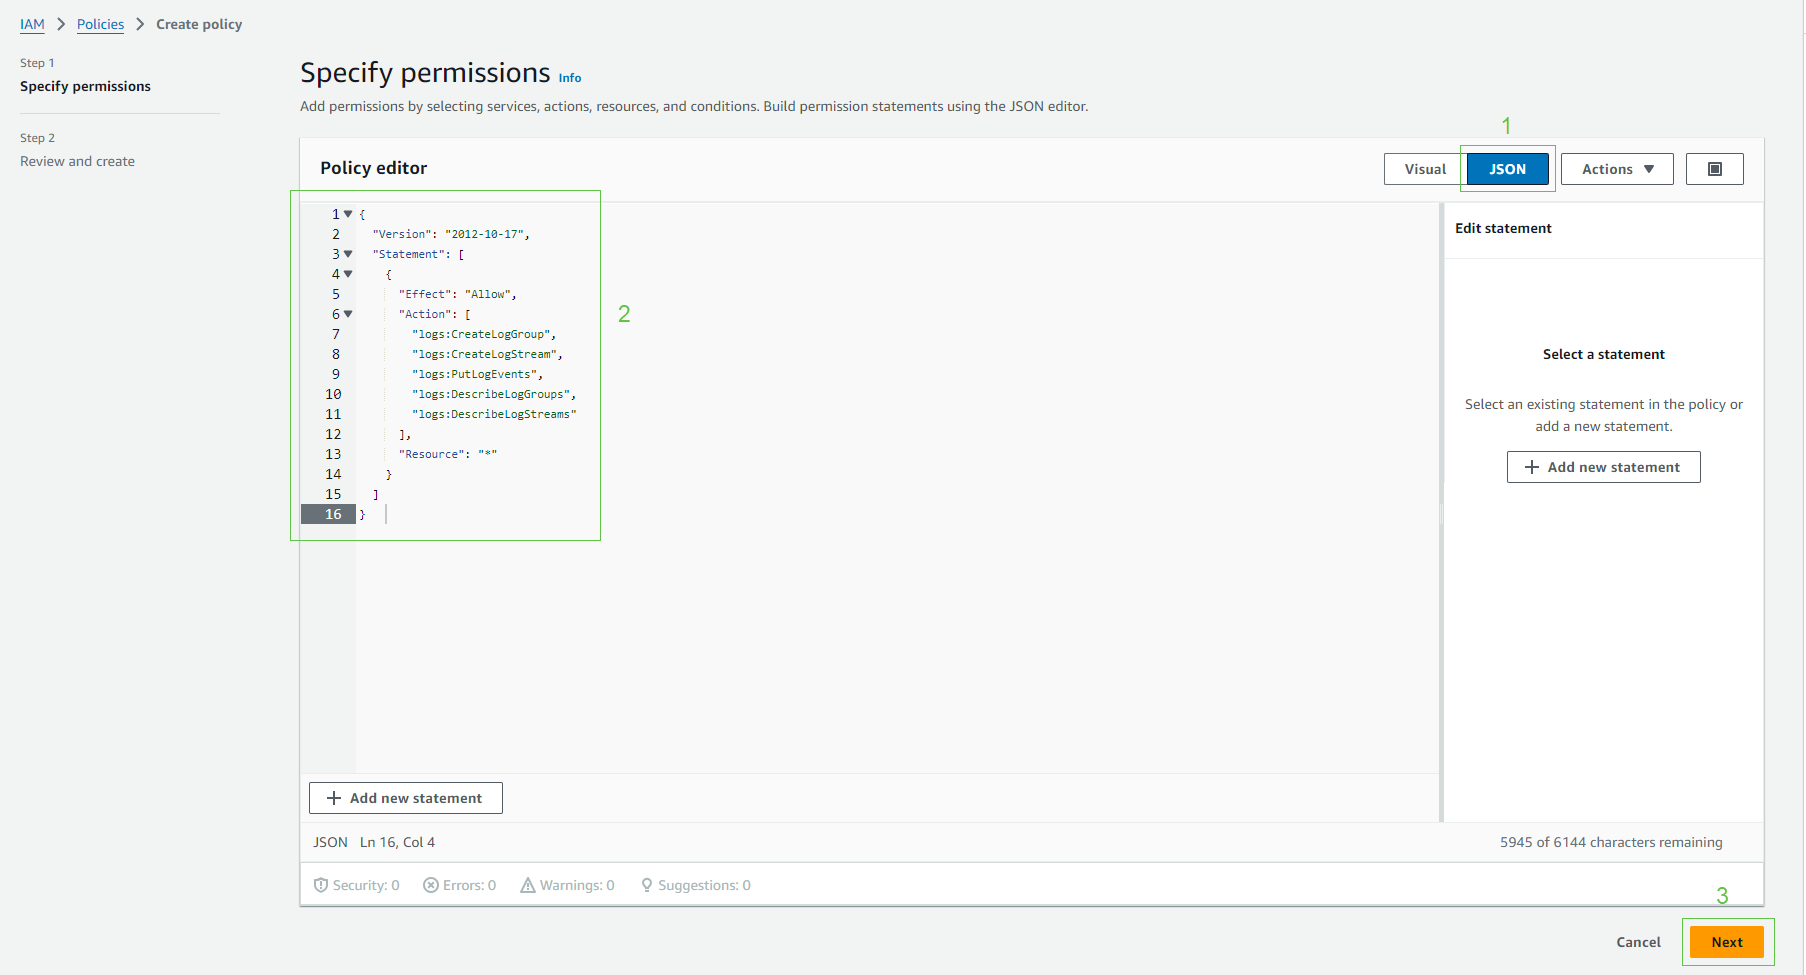 IAM > Policies > Create policy
Step 1
Specify permissions
Step 2
Review and create
Specify permissions Info
Add permissions by selecting services, actions, resources, and conditions. Build permission statements using the JSON editor.
1
Policy editor
Visual JSON Actions
1 {
2 "Version": "2012-10-17",
3 "Statement": [
4 {
5 "Effect": "Allow",
6 "Action": [
7 "logs:CreateLogGroup",
8 "logs:CreateLogStream",
9 "logs:PutLogEvents",
10 "logs:DescribeLogGroups",
11 "logs:DescribeLogStreams"
12 ],
13 "Resource": "*"
14 }
15 ]
16 }
2
Edit statement
Select a statement
Select an existing statement in the policy or
add a new statement.
+ Add new statement
+ Add new statement
JSON Ln 16, Col 4
5945 of 6144 characters remaining
Security: 0 Errors: 0 Warnings: 0 Suggestions: 0
3
Cancel Next